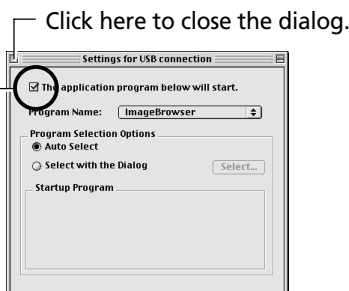 Click here to close the dialog.
Settings for USB connection
The application program below will start.
Program Name: ImageBrowser
Program Selection Options
Auto Select
Select with the Dialog Select...
Startup Program